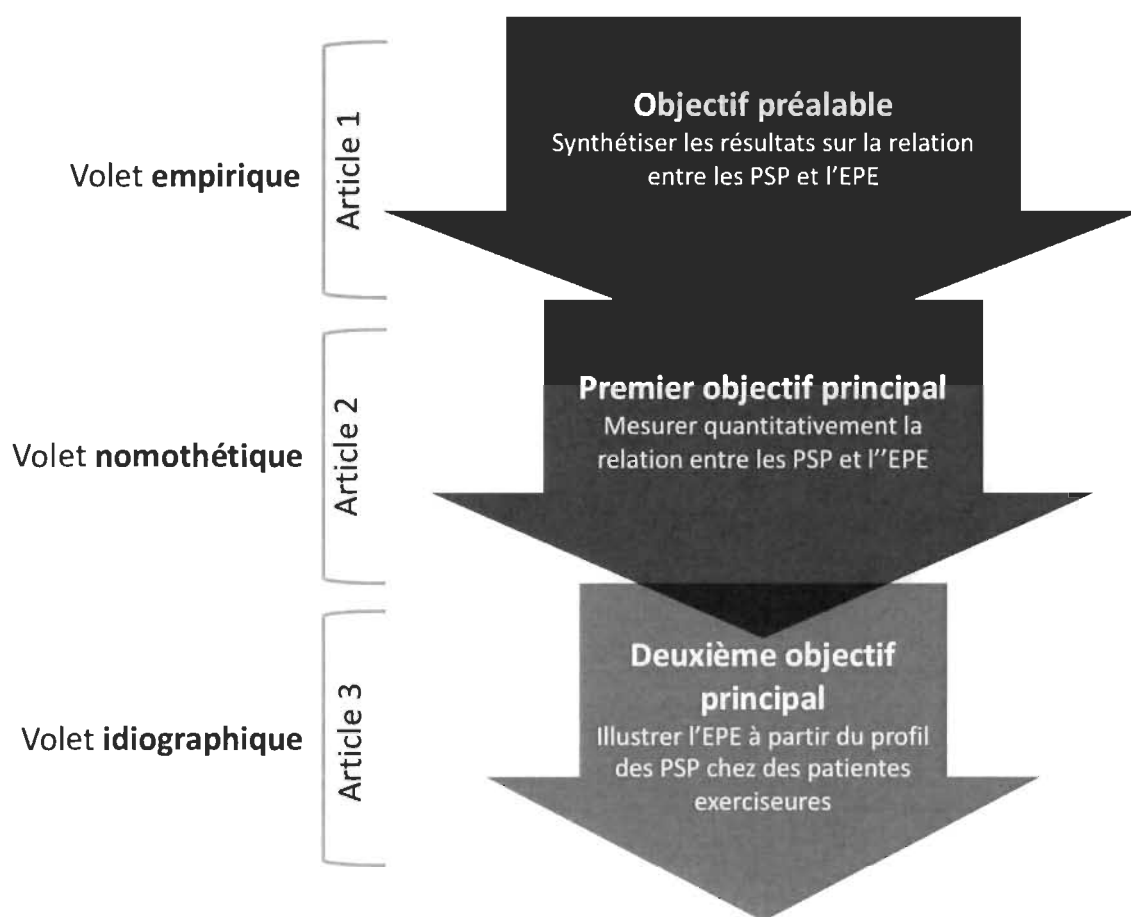 Volet empirique
Article 1
Objectif préalable
Synthétiser les résultats sur la relation
entre les PSP et l'EPE
Volet nomothétique
Article 2
Premier objectif principal
Mesurer quantitativement la
relation entre les PSP et l''EPE
Volet idiographique
Article 3
Deuxième objectif
principal
Illustrer l'EPE à partir du profil
des PSP chez des patientes
exerciseures